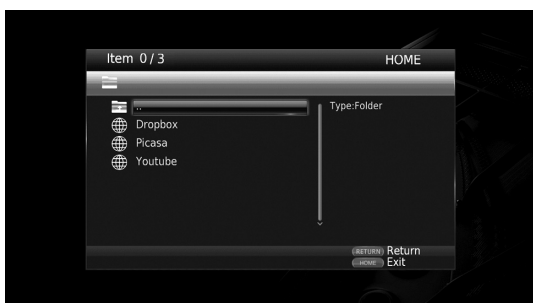 Item 0 / 3 HOME
.. Type:Folder
Dropbox
Picasa
Youtube
RETURN Return
HOME Exit